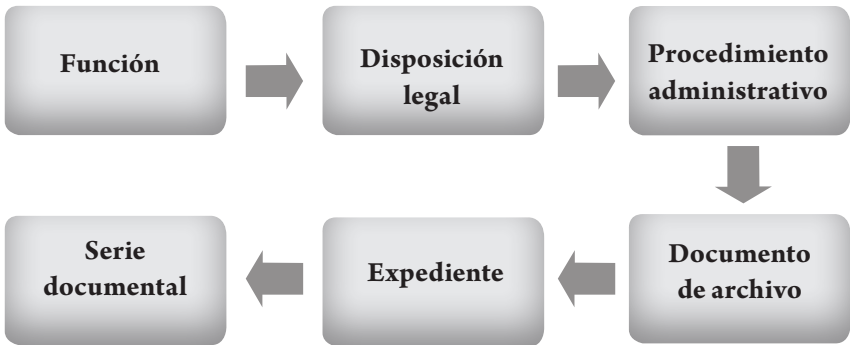 Función
Disposición
legal
Procedimiento
administrativo
Documento
de archivo
Expediente
Serie
documental